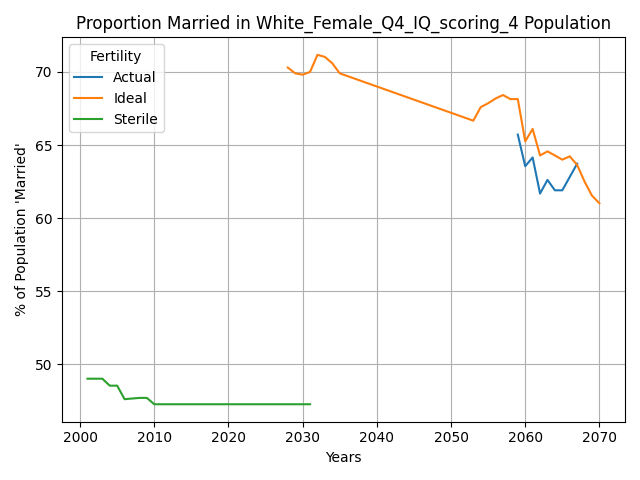 Proportion Married in White_Female_Q4_IQ_scoring_4 Population
Fertility
Actual
Ideal
Sterile
% of Population 'Married'
70
65
60
55
50
2000 2010 2020 2030 2040 2050 2060 2070
Years